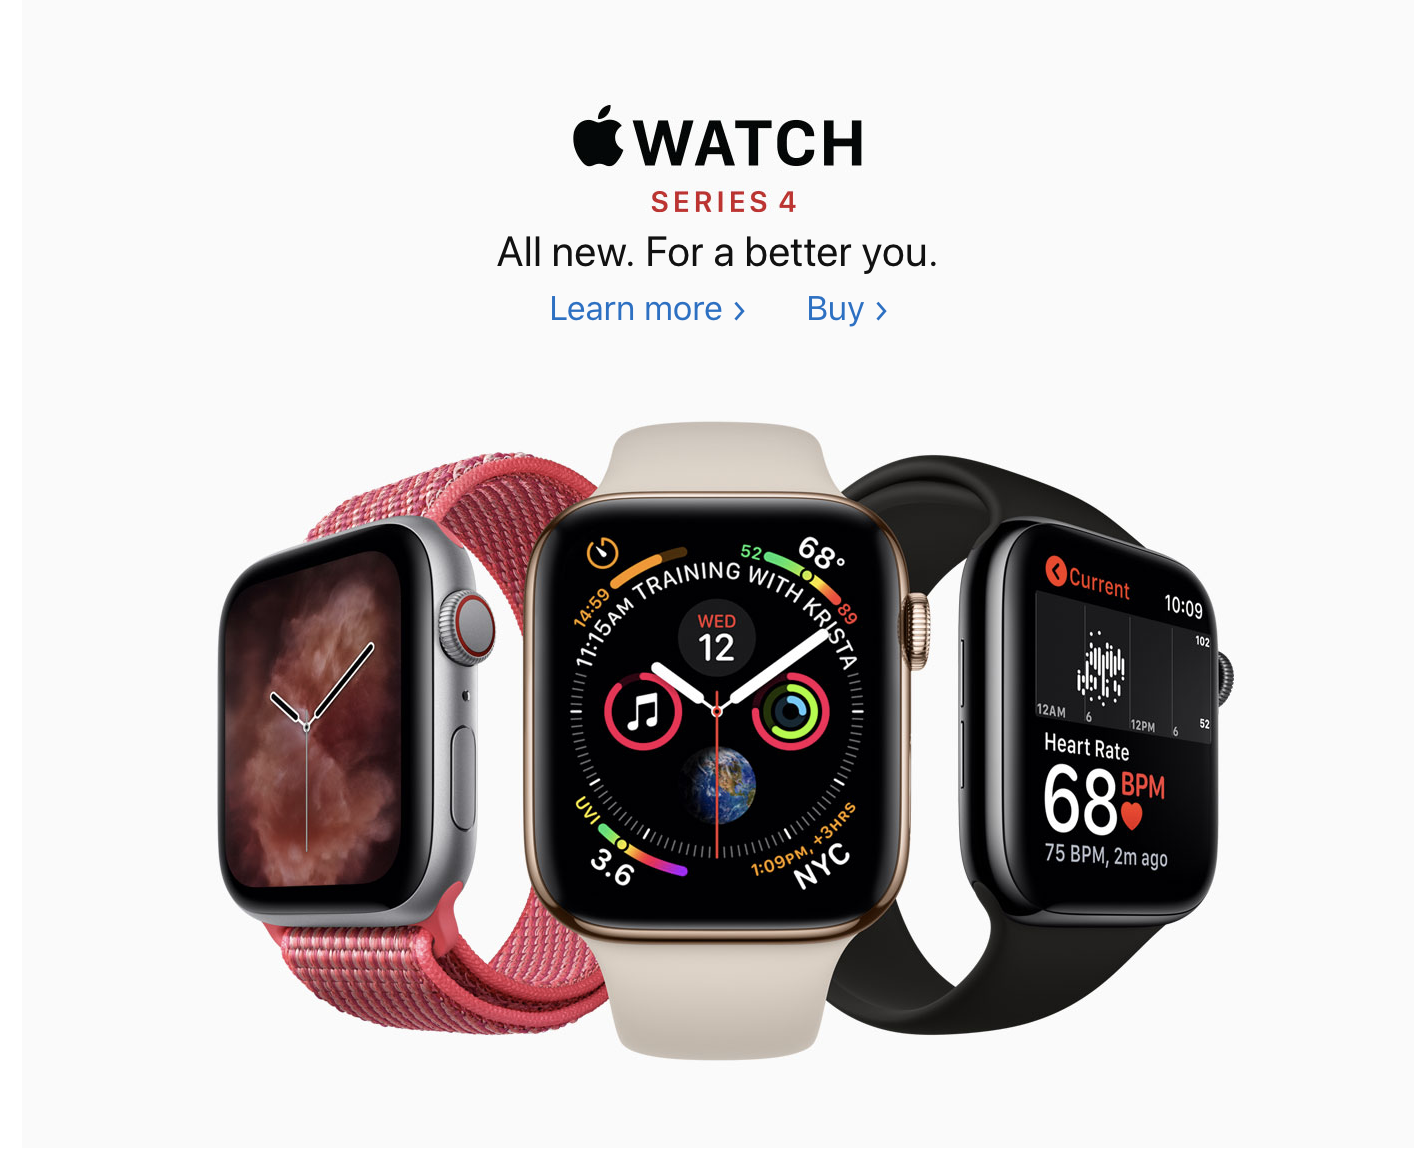 WATCH
SERIES 4
All new. For a better you.
Learn more > Buy >
14:59
52 68° 89
11:15AM TRAINING WITH KRISTA
WED
12
UVI
3.6
1:09PM, +3HRS
NYC
Current
10:09
102
52
12AM 6 12PM 6
Heart Rate
68 BPM
75 BPM, 2m ago